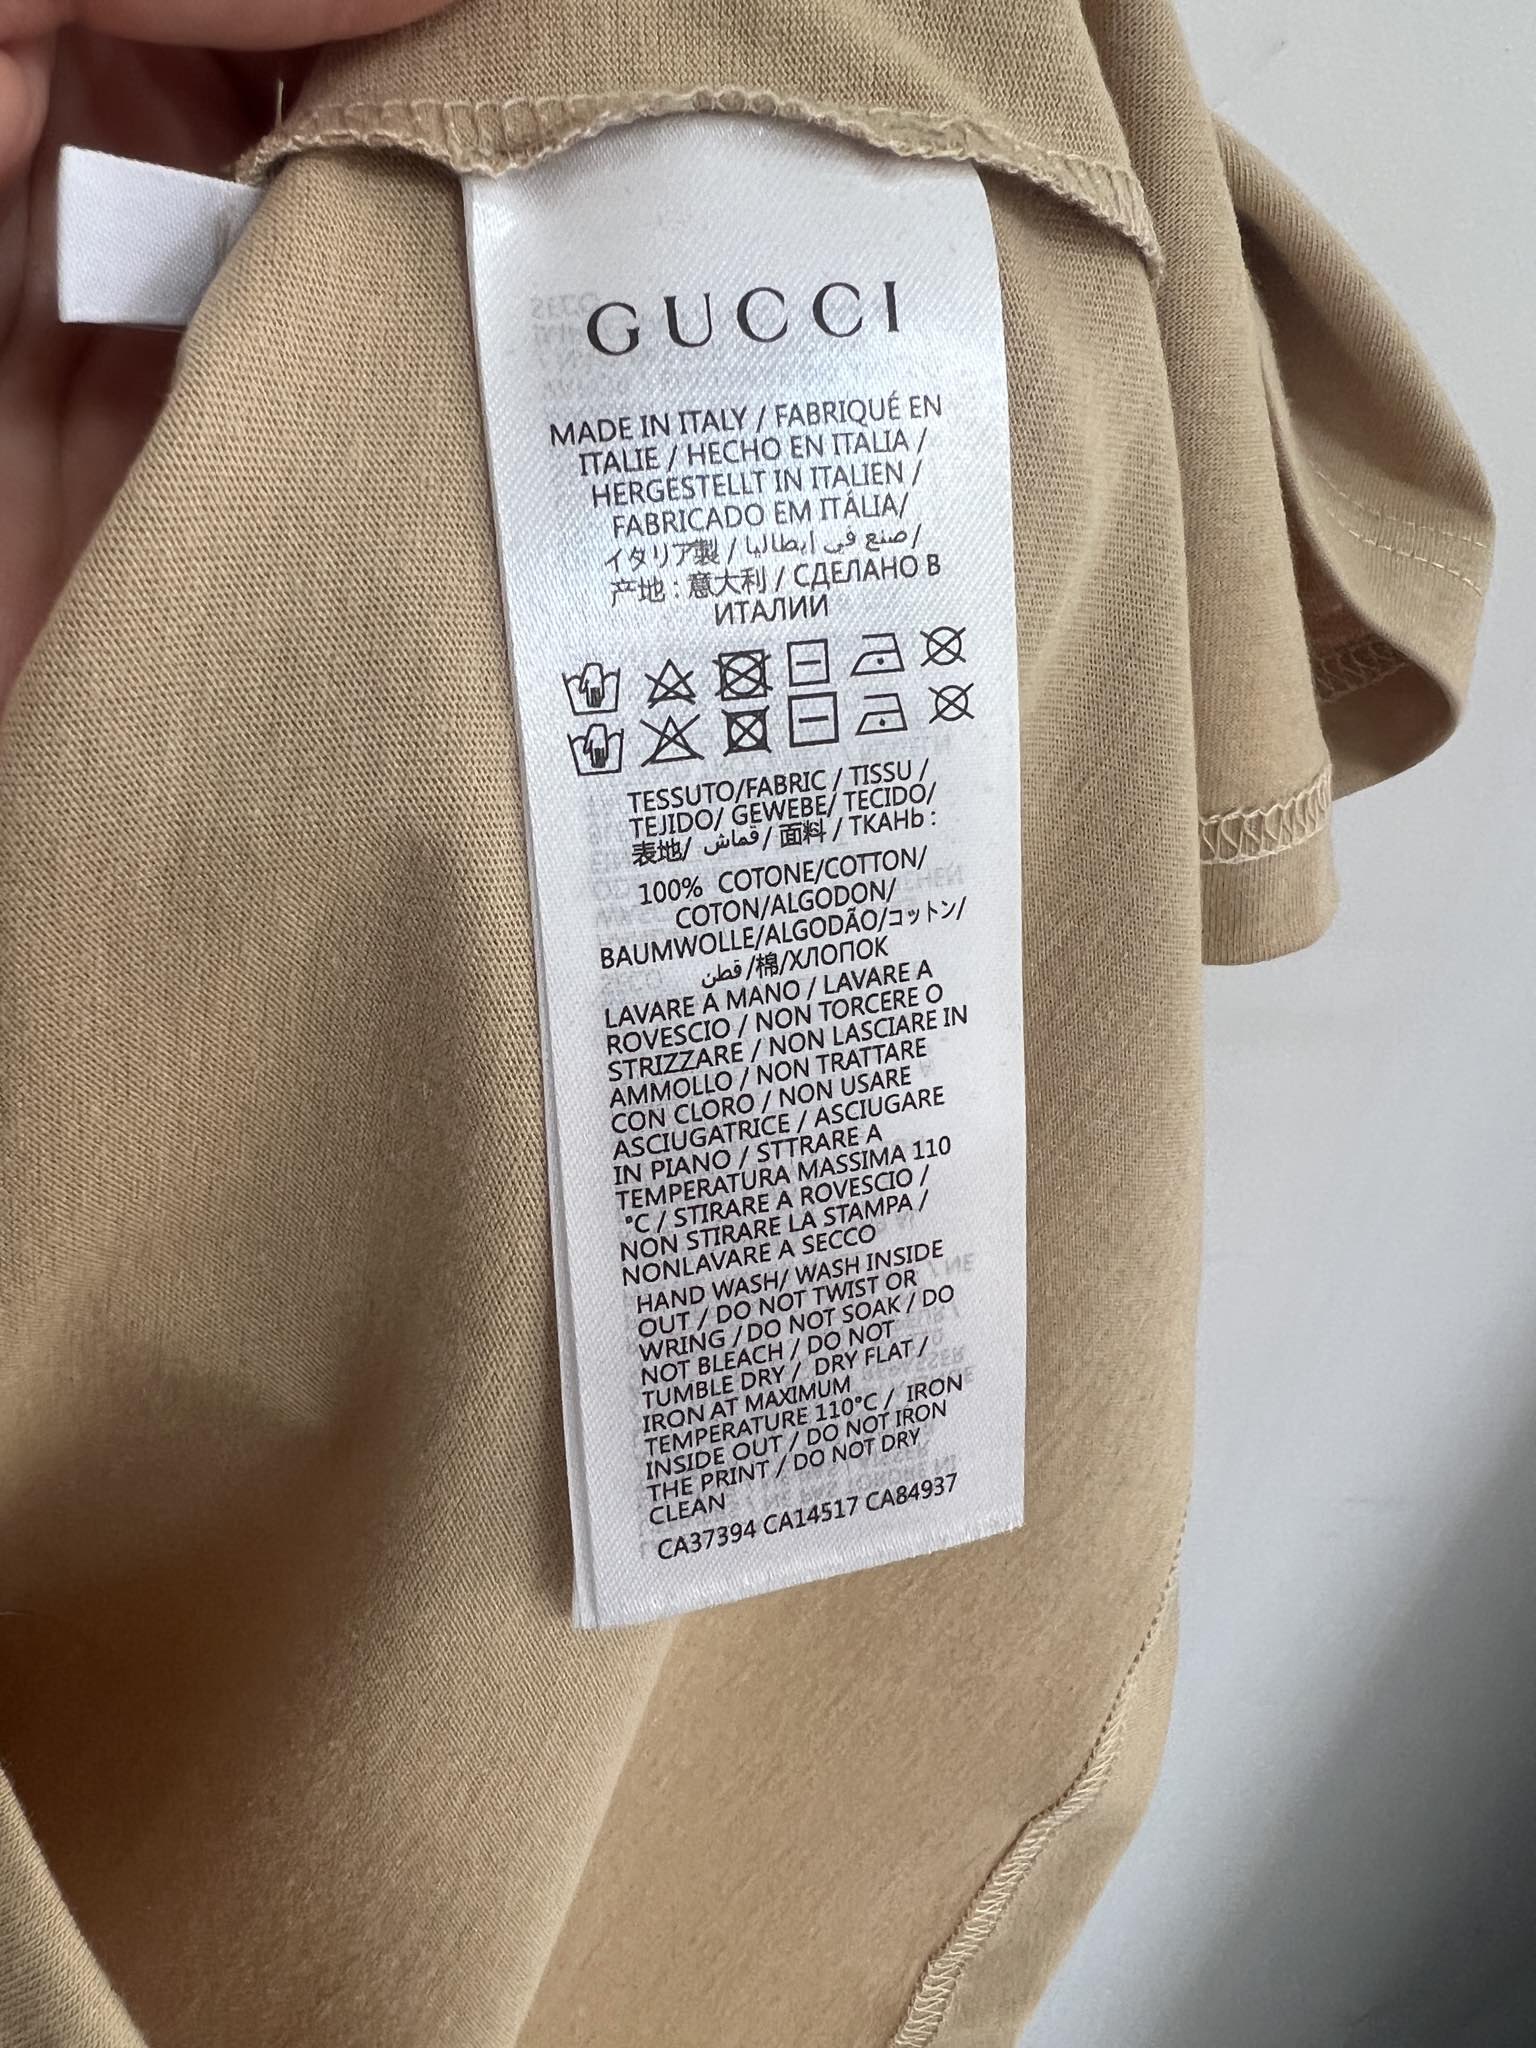 GUCCI
MADE IN ITALY / FABRIQUÉ EN
ITALIE / HECHO EN ITALIA /
HERGESTELLT IN ITALIEN /
FABRICADO EM ITÁLIA/
イタリア製 / صنع في ايطاليا /
产地 : 意大利 / СДЕЛАНО В
ИТАЛИИ
TESSUTO/FABRIC / TISSU /
TEJIDO/ GEWEBE/ TECIDO/
表地/ قماش / 面料 / TKAHb :
100% COTONE/COTTON/
COTON/ALGODON/
BAUMWOLLE/ALGODÃO/コットン/
قطن /棉/ХЛОПОК
LAVARE A MANO / LAVARE A
ROVESCIO / NON TORCERE O
STRIZZARE / NON LASCIARE IN
AMMOLLO / NON TRATTARE
CON CLORO / NON USARE
ASCIUGATRICE / ASCIUGARE
IN PIANO / STTRARE A
TEMPERATURA MASSIMA 110
°C / STIRARE A ROVESCIO /
NON STIRARE LA STAMPA /
NONLAVARE A SECCO
HAND WASH/ WASH INSIDE
OUT / DO NOT TWIST OR
WRING / DO NOT SOAK / DO
NOT BLEACH / DO NOT
TUMBLE DRY / DRY FLAT /
IRON AT MAXIMUM
TEMPERATURE 110°C / IRON
INSIDE OUT / DO NOT IRON
THE PRINT / DO NOT DRY
CLEAN
CA37394 CA14517 CA84937